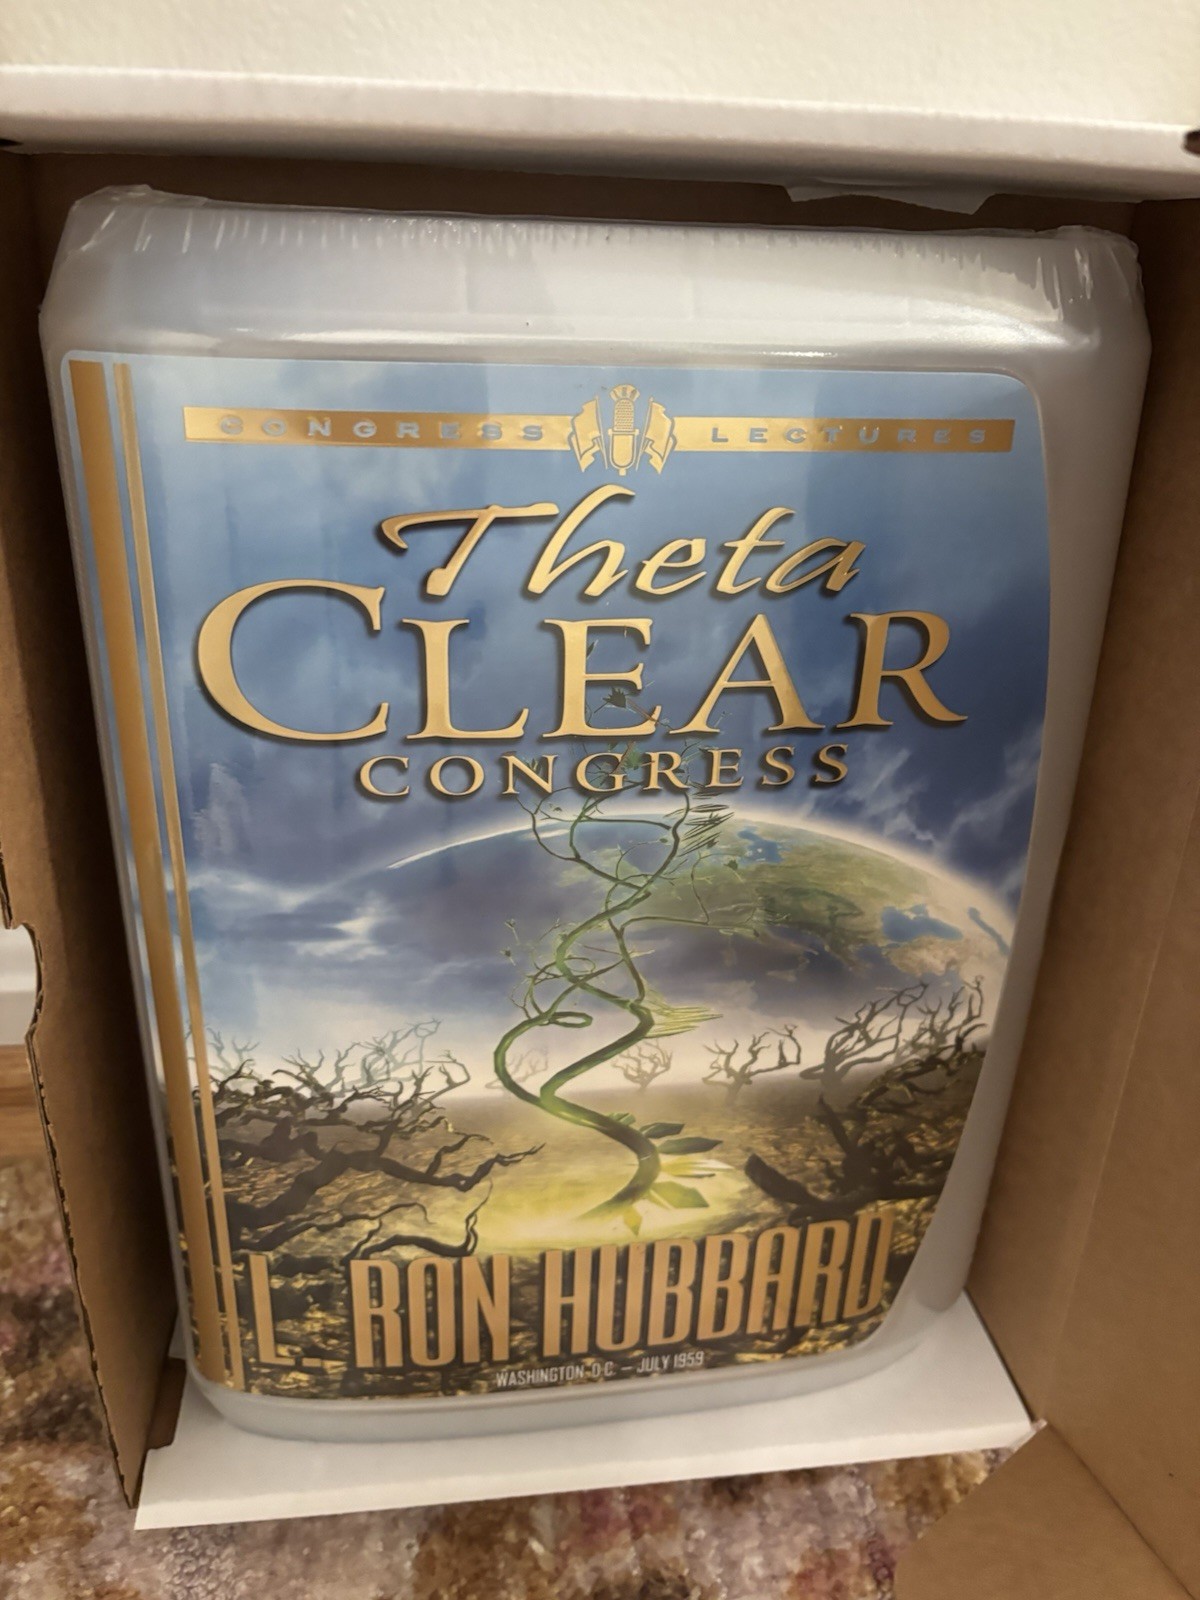 CONGRESS LECTURES
Theta
CLEAR
CONGRESS
L. RON HUBBARD
WASHINGTON, D.C. – JULY 1959